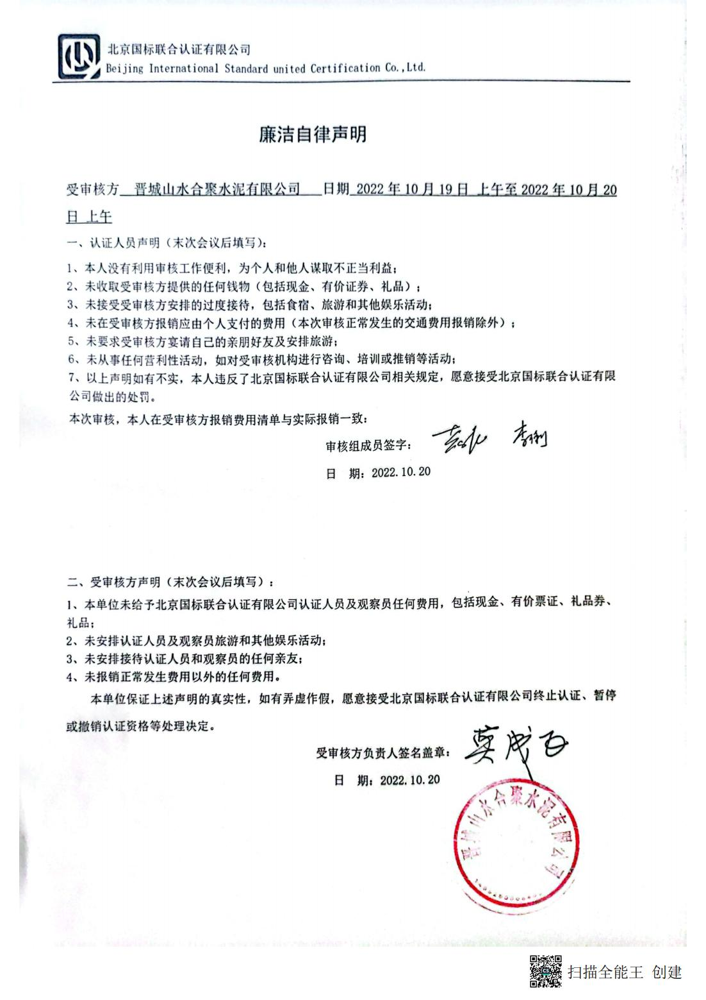 北京国标联合认证有限公司
Beijing International Standard united Certification Co.,Ltd.
廉洁自律声明
受审核方 晋城山水合聚水泥有限公司 日期 2022 年 10 月 19 日 上午至 2022 年 10 月 20
日 上午
一、认证人员声明（末次会议后填写）：
1、本人没有利用审核工作便利，为个人和他人谋取不正当利益；
2、未收取受审核方提供的任何钱物（包括现金、有价证券、礼品）；
3、未接受受审核方安排的过度接待，包括食宿、旅游和其他娱乐活动；
4、未在受审核方报销应由个人支付的费用（本次审核正常发生的交通费用报销除外）；
5、未要求受审核方宴请自己的亲朋好友及安排旅游；
6、未从事任何营利性活动，如对受审核机构进行咨询、培训或推销等活动；
7、以上声明如有不实，本人违反了北京国标联合认证有限公司相关规定，愿意接受北京国标联合认证有限
公司做出的处罚。
本次审核，本人在受审核方报销费用清单与实际报销一致：
审核组成员签字： 李俐
日 期：2022.10.20
二、受审核方声明（末次会议后填写）：
1、本单位未给予北京国标联合认证有限公司认证人员及观察员任何费用，包括现金、有价票证、礼品券、
礼品；
2、未安排认证人员及观察员旅游和其他娱乐活动；
3、未安排接待认证人员和观察员的任何亲友；
4、未报销正常发生费用以外的任何费用。
本单位保证上述声明的真实性，如有弄虚作假，愿意接受北京国标联合认证有限公司终止认证、暂停
或撤销认证资格等处理决定。
受审核方负责人签名盖章：
日 期：2022.10.20
晋城山水合聚水泥有限公司
扫描全能王 创建